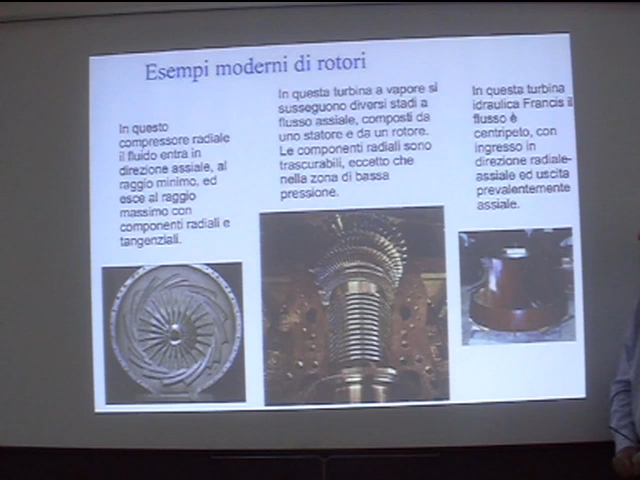 Esempi moderni di rotori
In questo
compressore radiale
il fluido entra in
direzione assiale, al
raggio minimo, ed
esce al raggio
massimo con
componenti radiali e
tangenziali.
In questa turbina a vapore si
susseguono diversi stadi a
flusso assiale, composti da
uno statore e da un rotore.
Le componenti radiali sono
trascurabili, eccetto che
nella zona di bassa
pressione.
In questa turbina
idraulica Francis il
flusso è
centripeto, con
ingresso in
direzione radiale-
assiale ed uscita
prevalentemente
assiale.